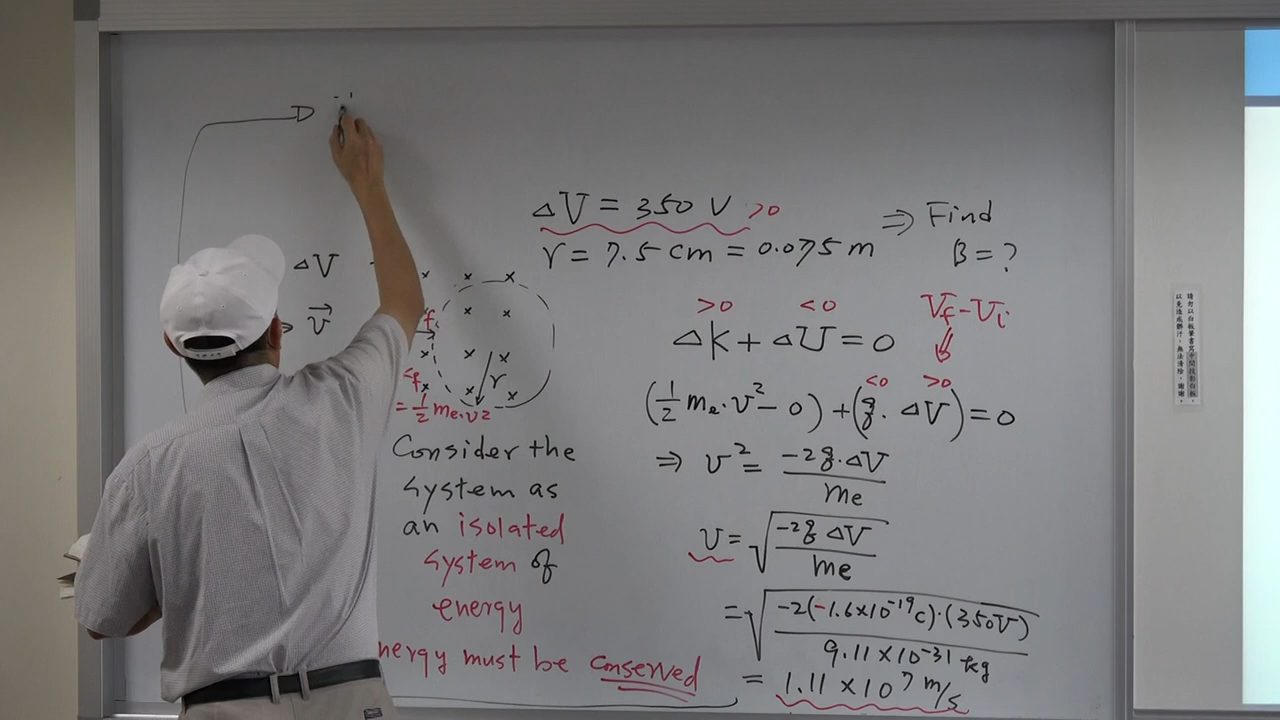 ΔV = 350 V >0
r = 7.5 cm = 0.075 m
⇒ Find
B = ?
ΔV
v⃗
f
r
= 1/2 me·v²
Consider the
system as
an isolated
system of
energy
nergy must be conserved
>0 <0 Vf - Vi
ΔK + ΔU = 0
<0 >0
(1/2 me·v² - 0) + (q · ΔV) = 0
⇒ v² = -2q·ΔV / me
v = √(-2q ΔV / me)
= √(-2(-1.6×10⁻¹⁹C)·(350V) / 9.11×10⁻³¹ kg)
= 1.11 × 10⁷ m/s